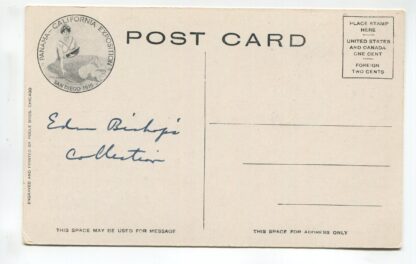 PANAMA-CALIFORNIA EXPOSITION
SAN DIEGO 1915
POST CARD
PLACE STAMP
HERE
UNITED STATES
AND CANADA
ONE CENT
FOREIGN
TWO CENTS
ENGRAVED AND PRINTED BY POOLE BROS. CHICAGO
Edna Bishop's
Collection
THIS SPACE MAY BE USED FOR MESSAGE
THIS SPACE FOR ADDRESS ONLY